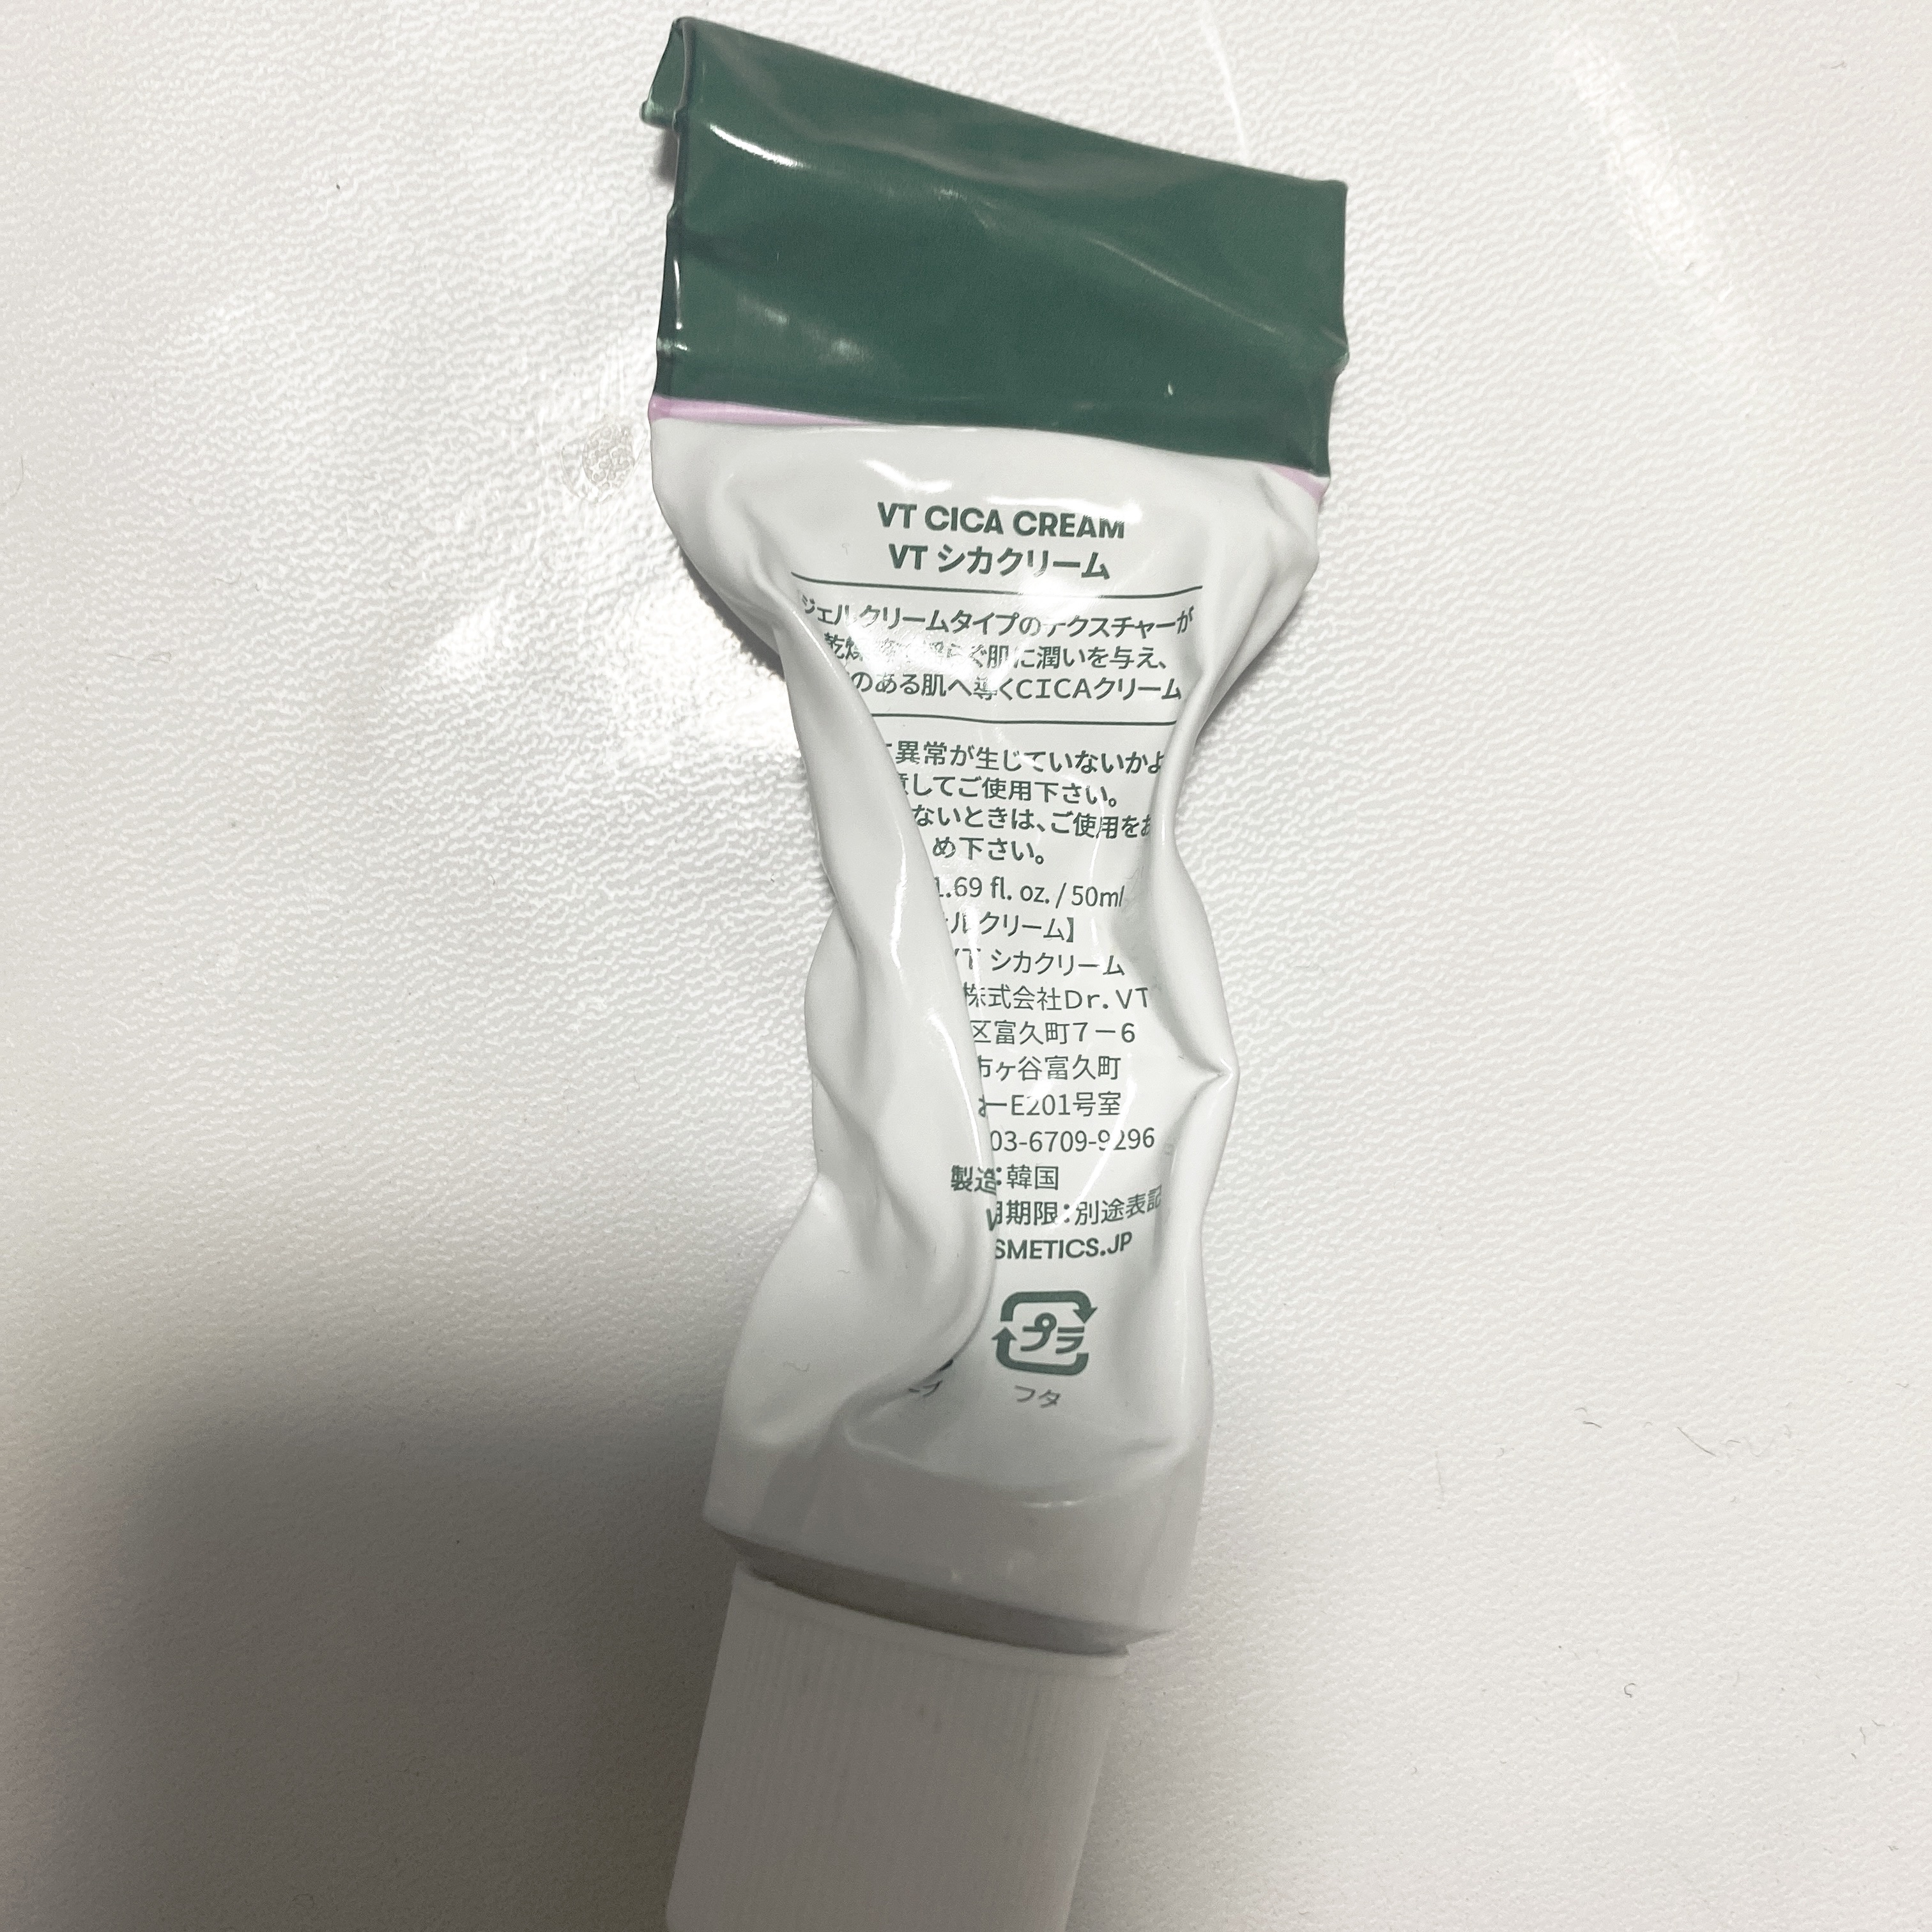 VT CICA CREAM
VT シカクリーム
ジェルクリームタイプのテクスチャーが
肌に潤いを与え、
のある肌へ導くCICAクリーム
異常が生じていないかよ
してご使用下さい。
ないときは、ご使用をお
め下さい。
1.69 fl. oz. / 50ml
ルクリーム】
VT シカクリーム
株式会社Dr.VT
区富久町7-6
市ヶ谷富久町
E201号室
03-6709-9296
製造:韓国
期限:別途表記
SMETICS.JP
プラ
フタ